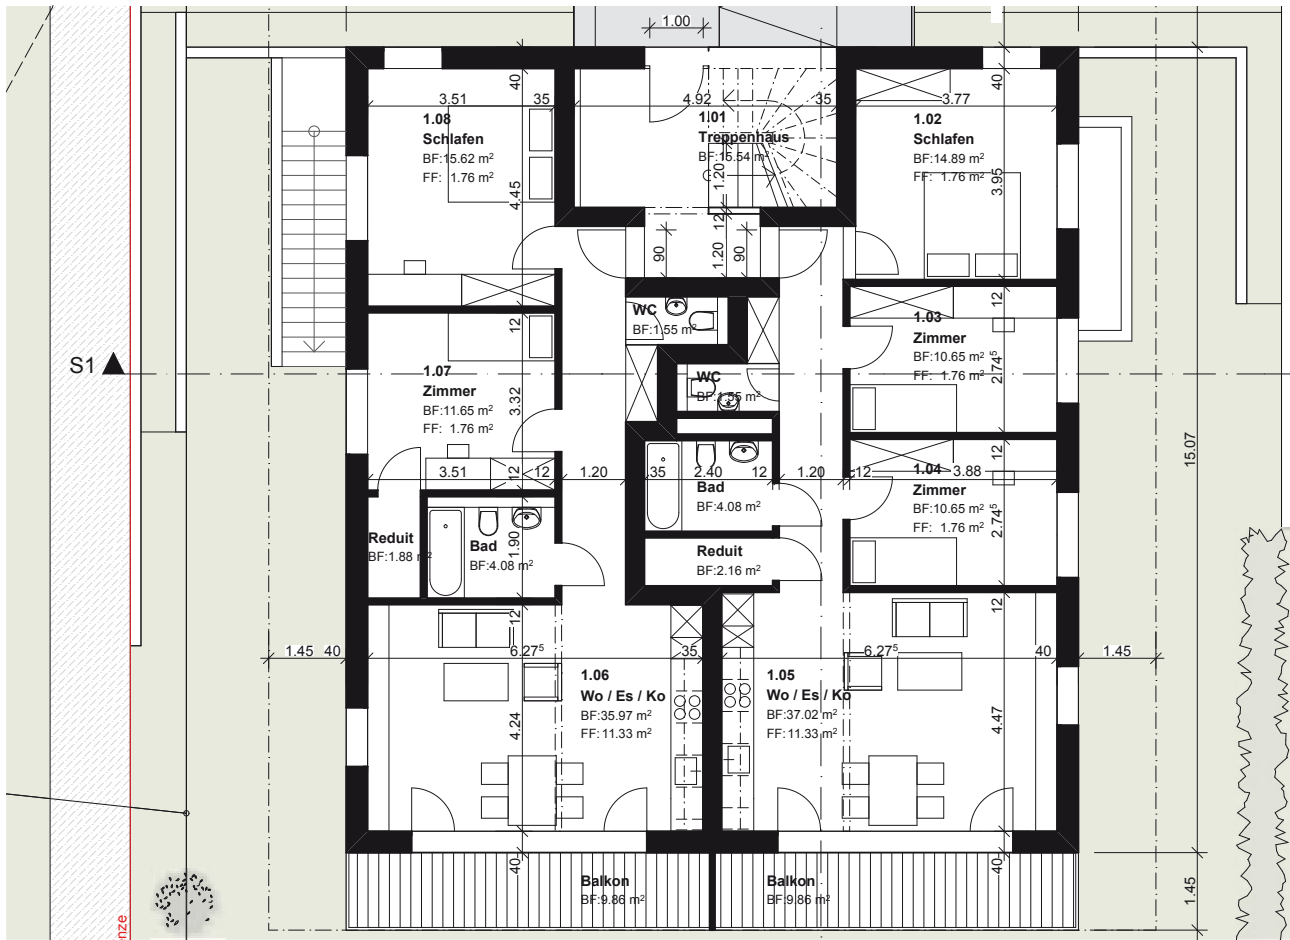 1.00
40
40
3.51
35
4.92
35
3.77
1.08
Schlafen
BF:15.62 m²
FF: 1.76 m²
1.01
Treppenhaus
BF:15.54 m²
1.02
Schlafen
BF:14.89 m²
FF: 1.76 m²
4.45
1.20
3.95
12
90
1.20
90
WC
BF:1.55 m²
12
12
1.03
Zimmer
BF:10.65 m²
FF: 1.76 m²
2.74⁵
S1
1.07
Zimmer
BF:11.65 m²
FF: 1.76 m²
3.32
WC
BF:1.55 m²
12
15.07
3.51
12
12
1.20
35
2.40
12
1.20
12
3.88
1.04
Zimmer
BF:10.65 m²
FF: 1.76 m²
2.74⁵
Bad
BF:4.08 m²
Reduit
BF:1.88 m²
Bad
BF:4.08 m²
1.90
Reduit
BF:2.16 m²
12
12
1.45
40
6.27⁵
35
6.27⁵
40
1.45
1.06
Wo / Es / Ko
BF:35.97 m²
FF: 11.33 m²
4.24
1.05
Wo / Es / Ko
BF:37.02 m²
FF: 11.33 m²
4.47
40
40
Balkon
BF:9.86 m²
Balkon
BF:9.86 m²
1.45
enze